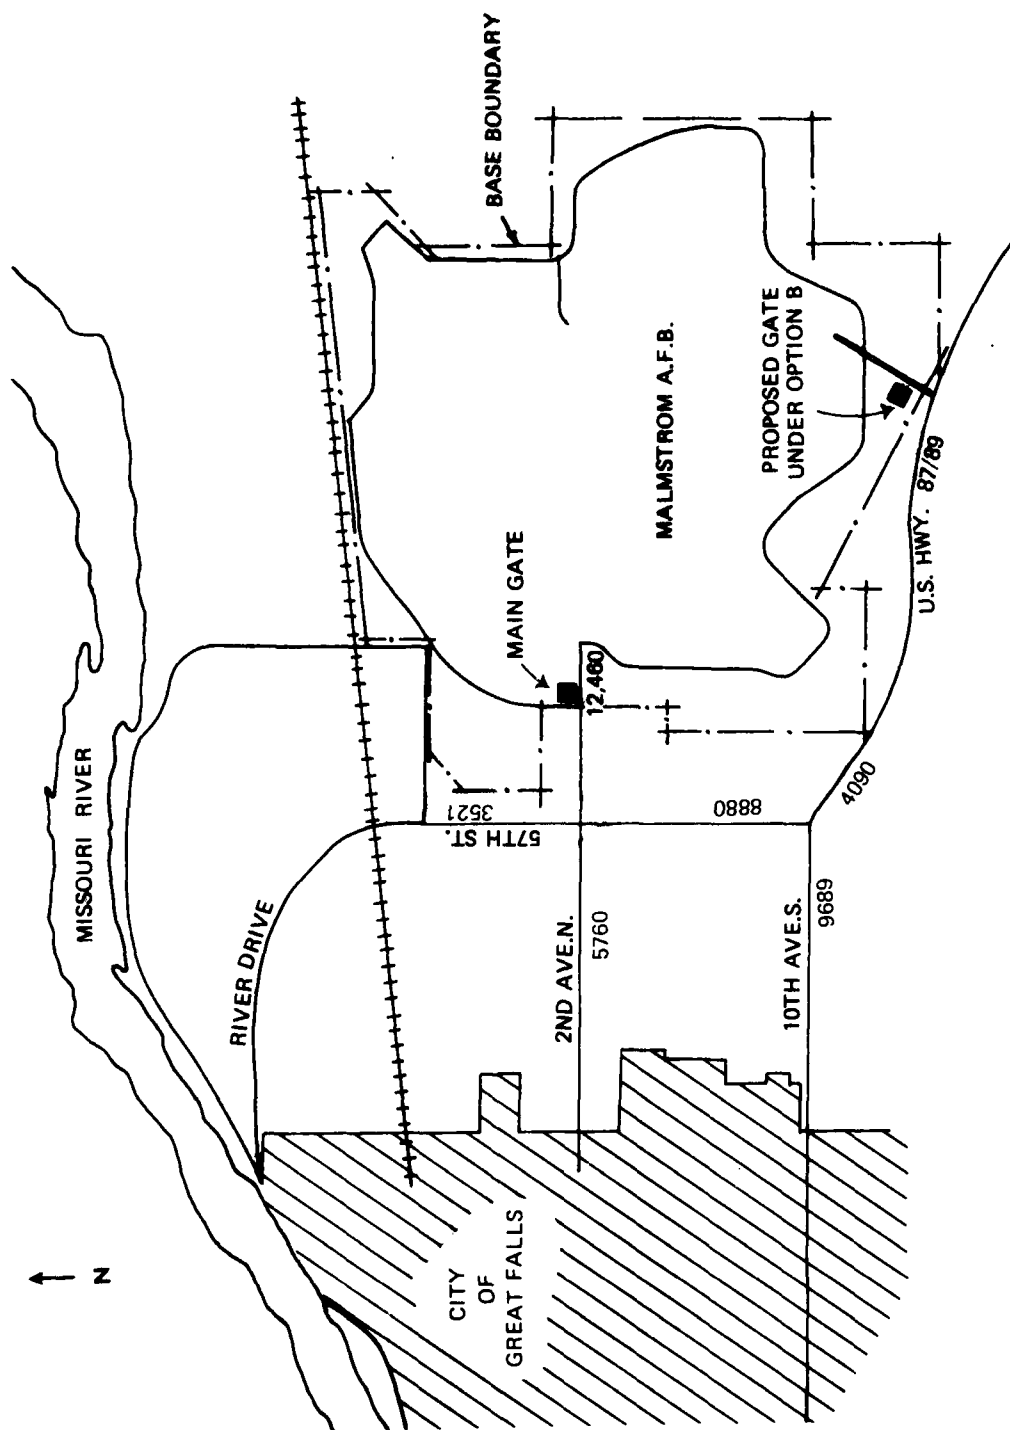 N
MISSOURI RIVER
BASE BOUNDARY
RIVER DRIVE
57TH ST.
3521
MAIN GATE
12,460
2ND AVE.N.
5760
MALMSTROM A.F.B.
8880
PROPOSED GATE
UNDER OPTION B
10TH AVE.S.
9689
4090
U.S. HWY. 87/89
CITY
OF
GREAT FALLS